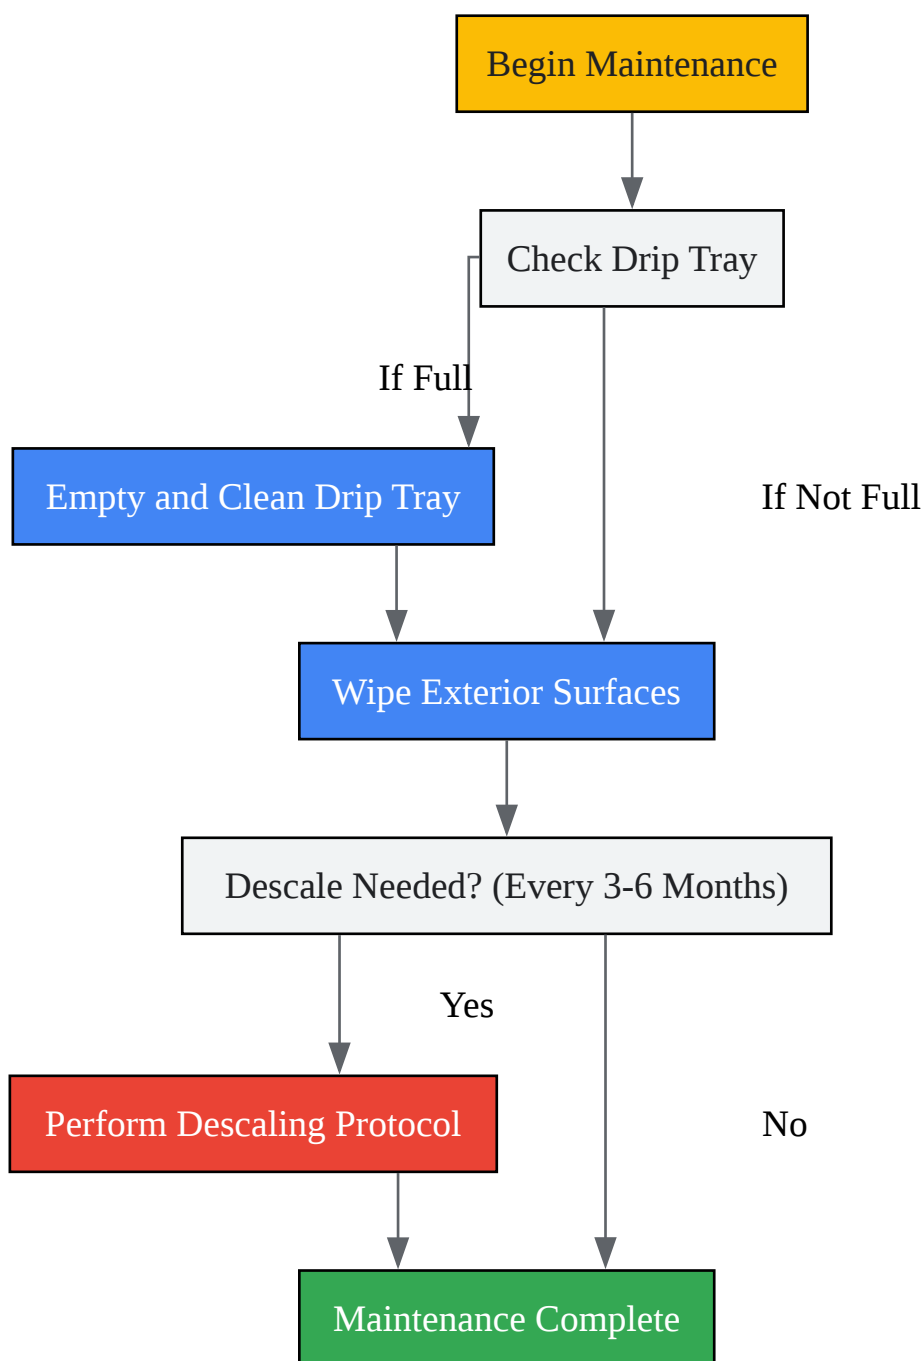 Begin Maintenance
Check Drip Tray
If Full
Empty and Clean Drip Tray
If Not Full
Wipe Exterior Surfaces
Descale Needed? (Every 3-6 Months)
Yes
Perform Descaling Protocol
No
Maintenance Complete